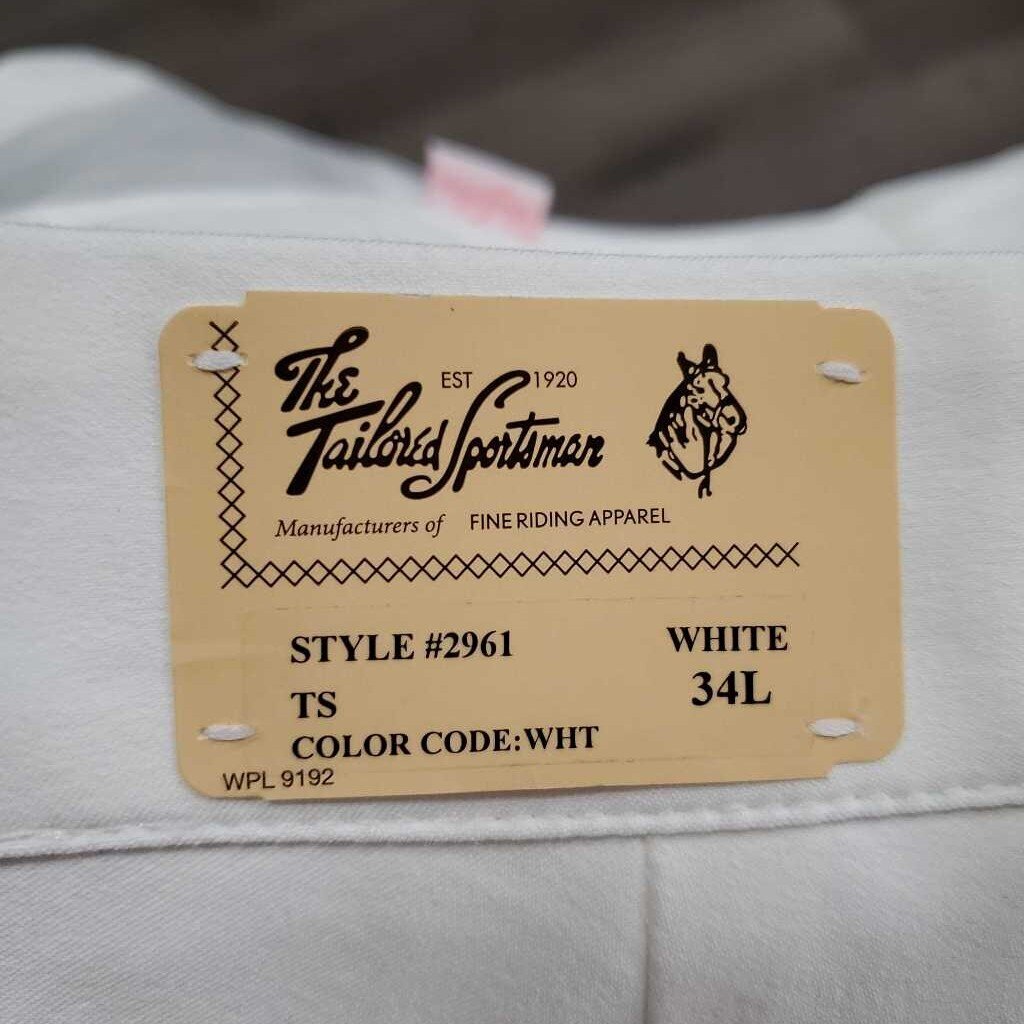 The
EST 1920
Tailored Sportsman
Manufacturers of FINE RIDING APPAREL
STYLE #2961 WHITE
TS 34L
COLOR CODE:WHT
WPL 9192